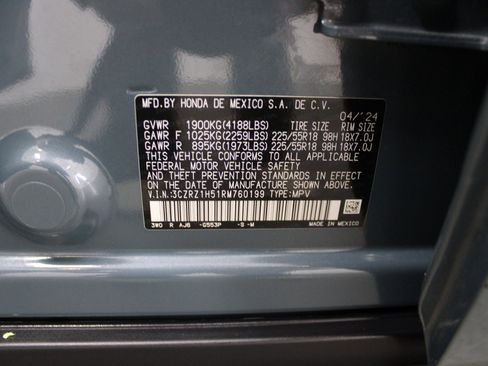 MFD.BY HONDA DE MEXICO S.A. DE C.V.
04/'24
GVWR 1900KG(4188LBS) TIRE SIZE RIM SIZE
GAWR F 1025KG(2259LBS) 225/55R18 98H 18X7.0J
GAWR R 895KG(1973LBS) 225/55R18 98H 18X7.0J
THIS VEHICLE CONFORMS TO ALL APPLICABLE
FEDERAL MOTOR VEHICLE SAFETY
AND THEFT PREVENTION STANDARDS IN EFFECT
ON THE DATE OF MANUFACTURE SHOWN ABOVE.
V.I.N.:3CZRZ1H51RM760199 TYPE:MPV
3W0 R AJ6 -G553P -S -M MADE IN MEXICO